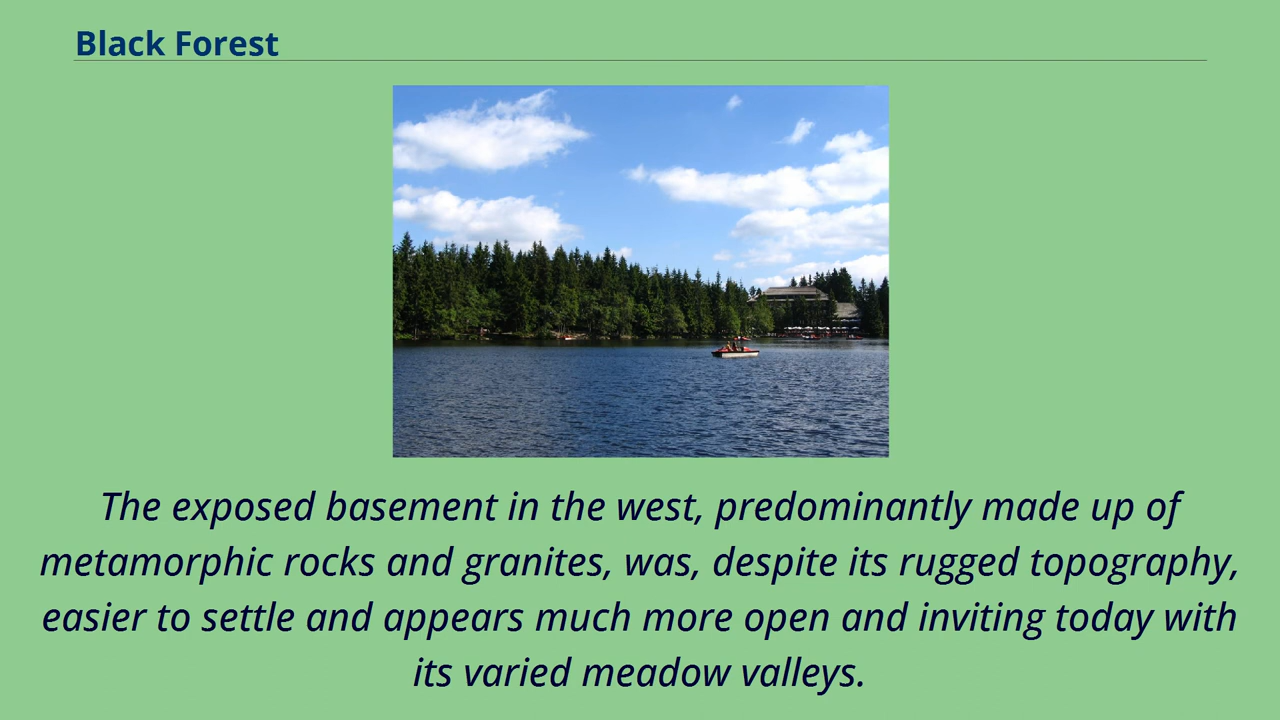 Black Forest
The exposed basement in the west, predominantly made up of
metamorphic rocks and granites, was, despite its rugged topography,
easier to settle and appears much more open and inviting today with
its varied meadow valleys.